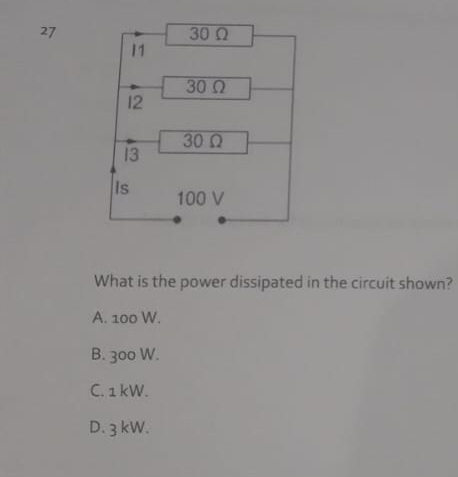 27
30 Ω
I1
30 Ω
I2
30 Ω
I3
Is
100 V
What is the power dissipated in the circuit shown?
A. 100 W.
B. 300 W.
C. 1 kW.
D. 3 kW.